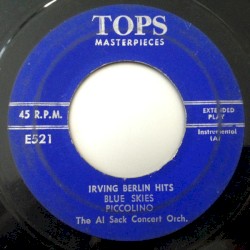 TOPS
MASTERPIECES
45 R.P.M.
E521
EXTENDED
PLAY
Instrumental
(A)
IRVING BERLIN HITS
BLUE SKIES
PICCOLINO
The Al Sack Concert Orch.